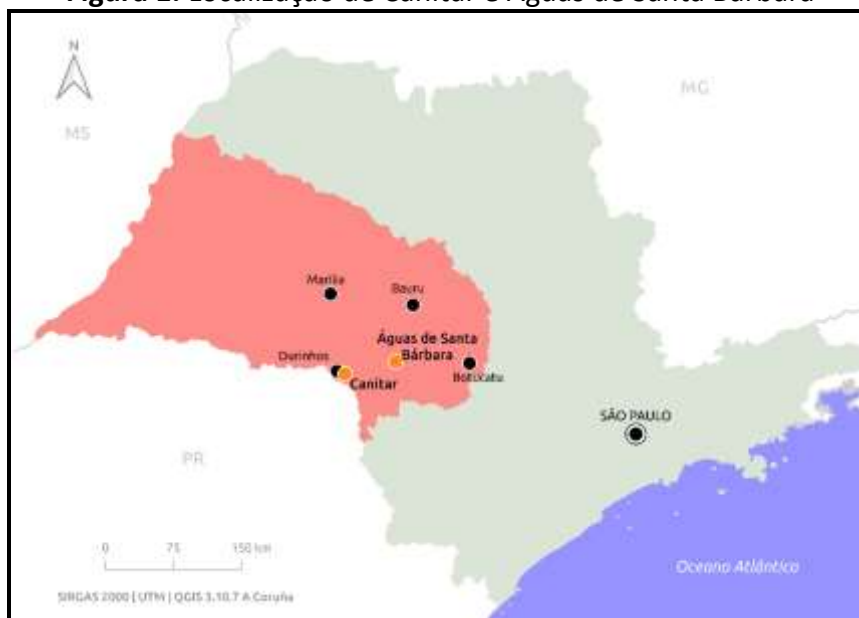 Figura 1. Localização de Canitar e Águas de Santa Bárbara
N
MG
MS
Marília
Bauru
Águas de Santa
Bárbara
Ourinhos
Botucatu
Canitar
SÃO PAULO
PR
0 75 150 km
Oceano Atlântico
SIRGAS 2000 | UTM | QGIS 3.10.7 A Coruña